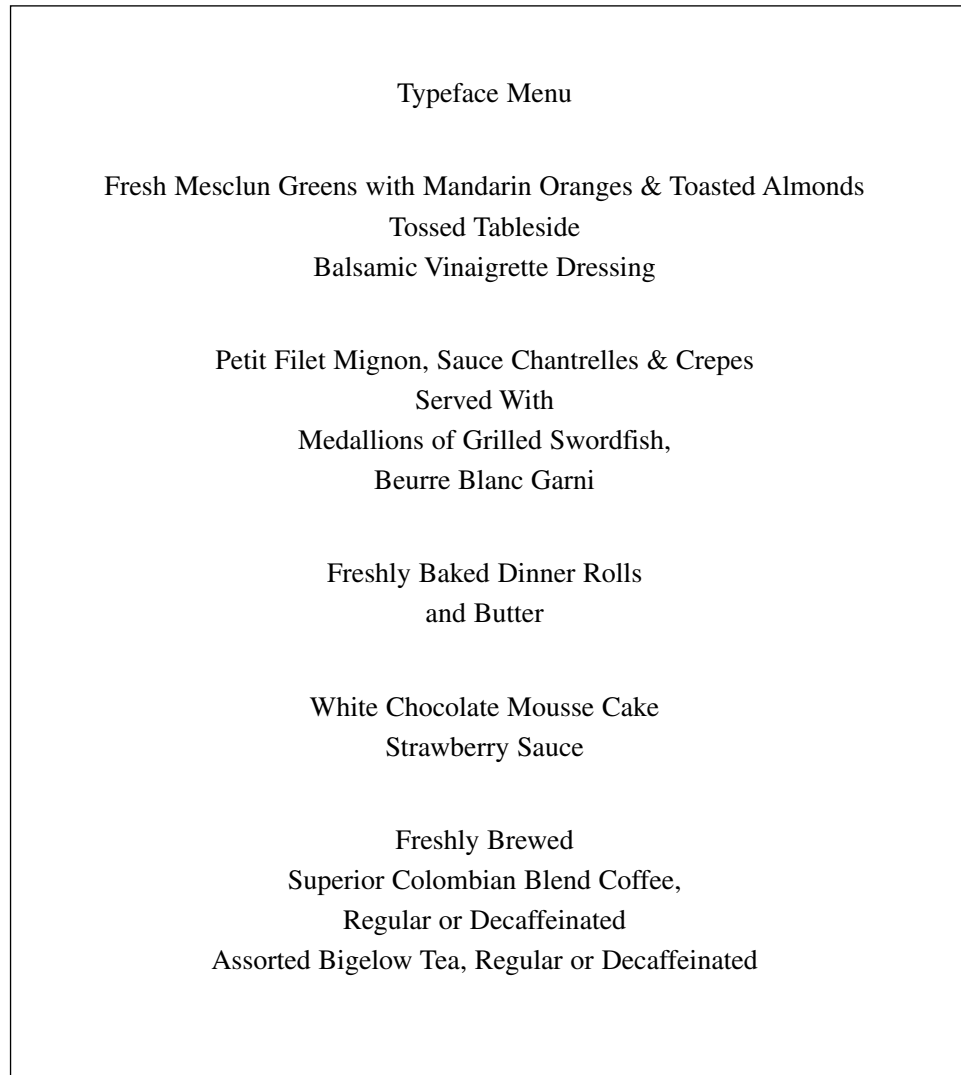 Typeface Menu
Fresh Mesclun Greens with Mandarin Oranges & Toasted Almonds
Tossed Tableside
Balsamic Vinaigrette Dressing
Petit Filet Mignon, Sauce Chantrelles & Crepes
Served With
Medallions of Grilled Swordfish,
Beurre Blanc Garni
Freshly Baked Dinner Rolls
and Butter
White Chocolate Mousse Cake
Strawberry Sauce
Freshly Brewed
Superior Colombian Blend Coffee,
Regular or Decaffeinated
Assorted Bigelow Tea, Regular or Decaffeinated